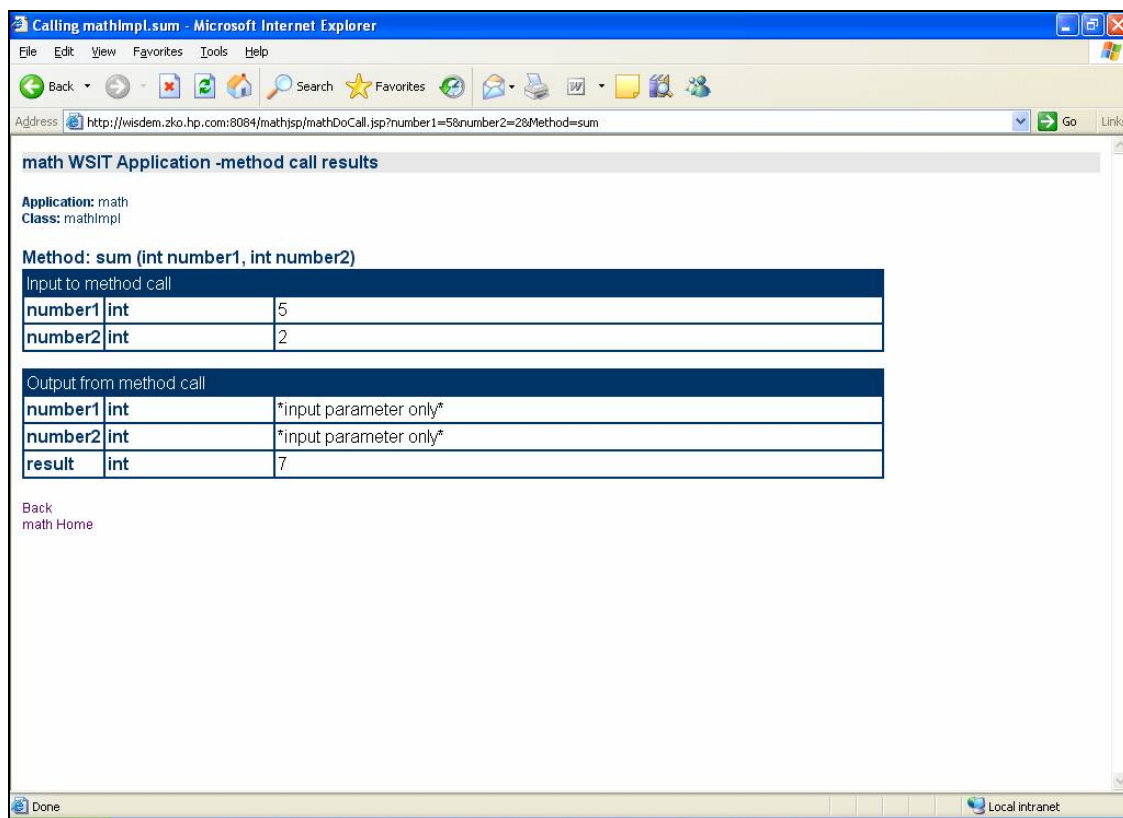 Calling mathImpl.sum - Microsoft Internet Explorer
File Edit View Favorites Tools Help
Back Search Favorites
Address http://wisdem.zko.hp.com:8084/mathjsp/mathDoCall.jsp?number1=5&number2=2&Method=sum Go Links
math WSIT Application -method call results
Application: math
Class: mathImpl
Method: sum (int number1, int number2)
Input to method call
number1 int 5
number2 int 2
Output from method call
number1 int *input parameter only*
number2 int *input parameter only*
result int 7
Back
math Home
Done Local intranet